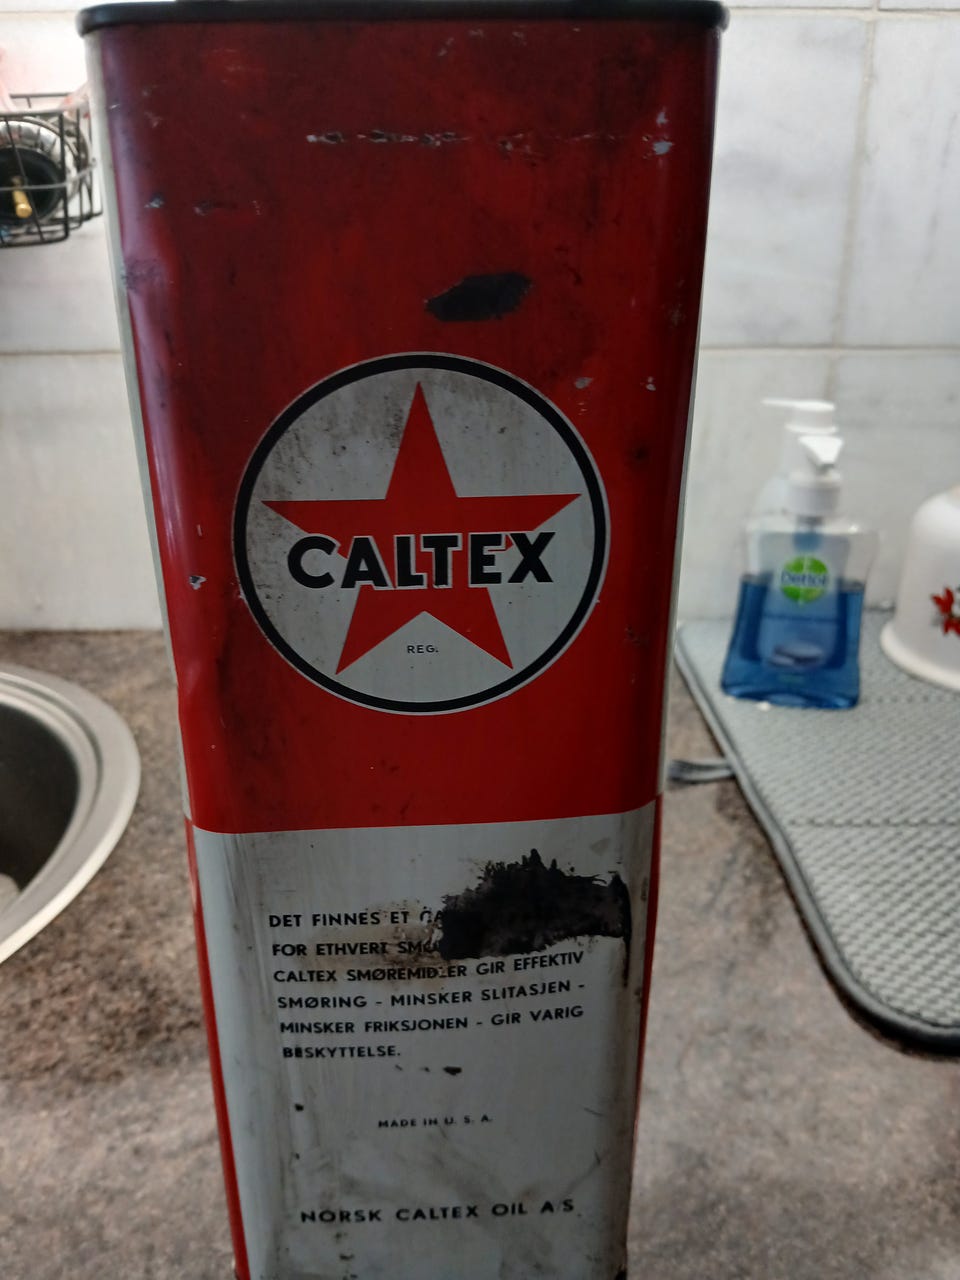 CALTEX
REG.
DET FINNES ET
FOR ETHVERT
CALTEX SMØREMIDLER GIR EFFEKTIV
SMØRING - MINSKER SLITASJEN -
MINSKER FRIKSJONEN - GIR VARIG
BESKYTTELSE.
MADE IN U. S. A.
NORSK CALTEX OIL A/S
Dettol